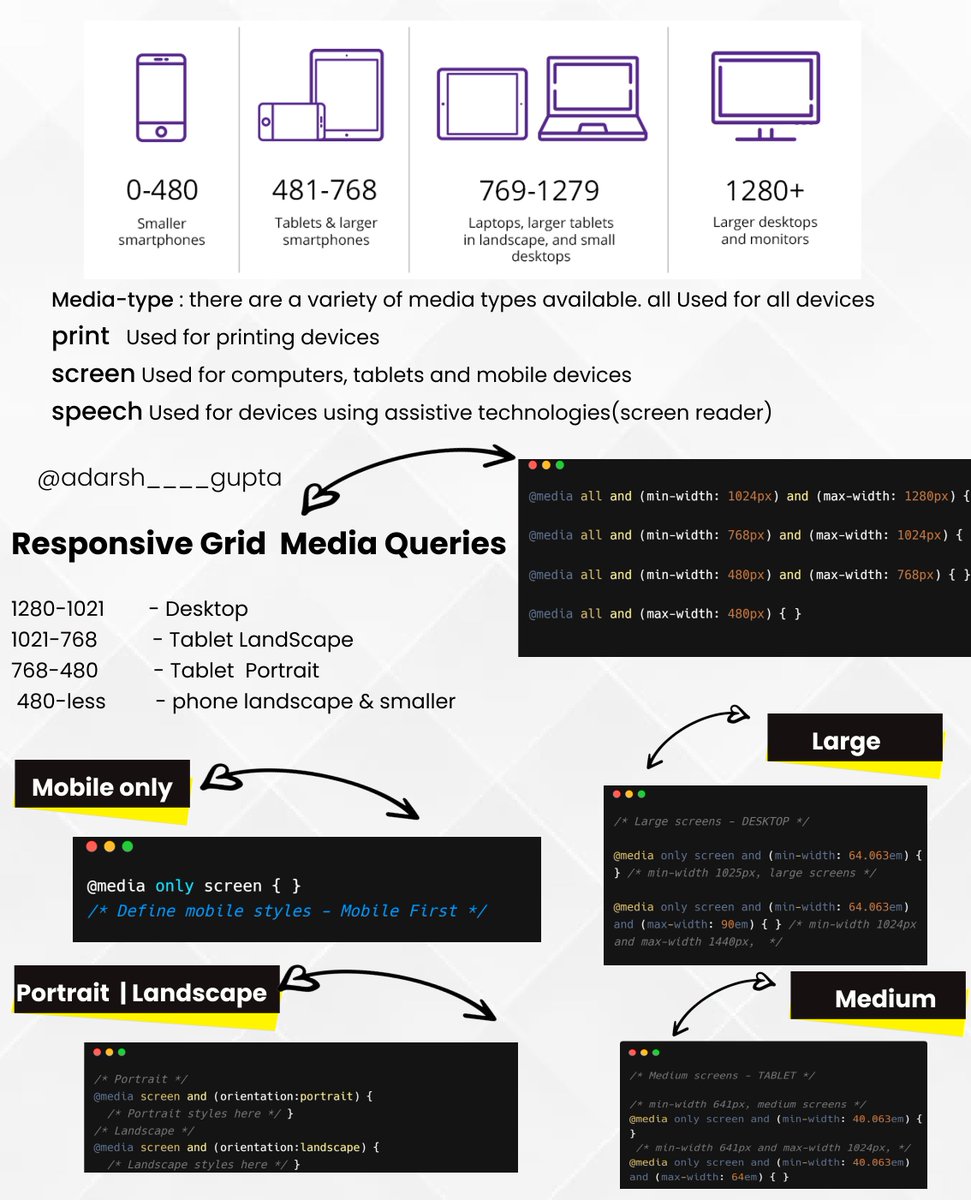 0-480
Smaller
smartphones
481-768
Tablets & larger
smartphones
769-1279
Laptops, larger tablets
in landscape, and small
desktops
1280+
Larger desktops
and monitors
Media-type : there are a variety of media types available. all Used for all devices
print Used for printing devices
screen Used for computers, tablets and mobile devices
speech Used for devices using assistive technologies(screen reader)
@adarsh____gupta
Responsive Grid Media Queries
1280-1021 - Desktop
1021-768 - Tablet LandScape
768-480 - Tablet Portrait
480-less - phone landscape & smaller
@media all and (min-width: 1024px) and (max-width: 1280px) {
@media all and (min-width: 768px) and (max-width: 1024px) {
@media all and (min-width: 480px) and (max-width: 768px) { }
@media all and (max-width: 480px) { }
Mobile only
@media only screen { }
/* Define mobile styles - Mobile First */
Large
/* Large screens - DESKTOP */
@media only screen and (min-width: 64.063em) {
} /* min-width 1025px, large screens */
@media only screen and (min-width: 64.063em)
and (max-width: 90em) { } /* min-width 1024px
and max-width 1440px, */
Portrait | Landscape
/* Portrait */
@media screen and (orientation:portrait) {
/* Portrait styles here */ }
/* Landscape */
@media screen and (orientation:landscape) {
/* Landscape styles here */ }
Medium
/* Medium screens - TABLET */
/* min-width 641px, medium screens */
@media only screen and (min-width: 40.063em) {
}
/* min-width 641px and max-width 1024px, */
@media only screen and (min-width: 40.063em)
and (max-width: 64em) { }